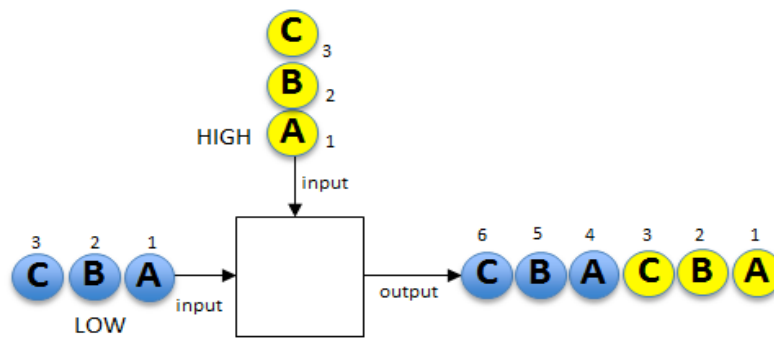 C
3
B
2
HIGH A 1
input
3 2 1
C B A
input
LOW
output
6 5 4 3 2 1
C B A C B A